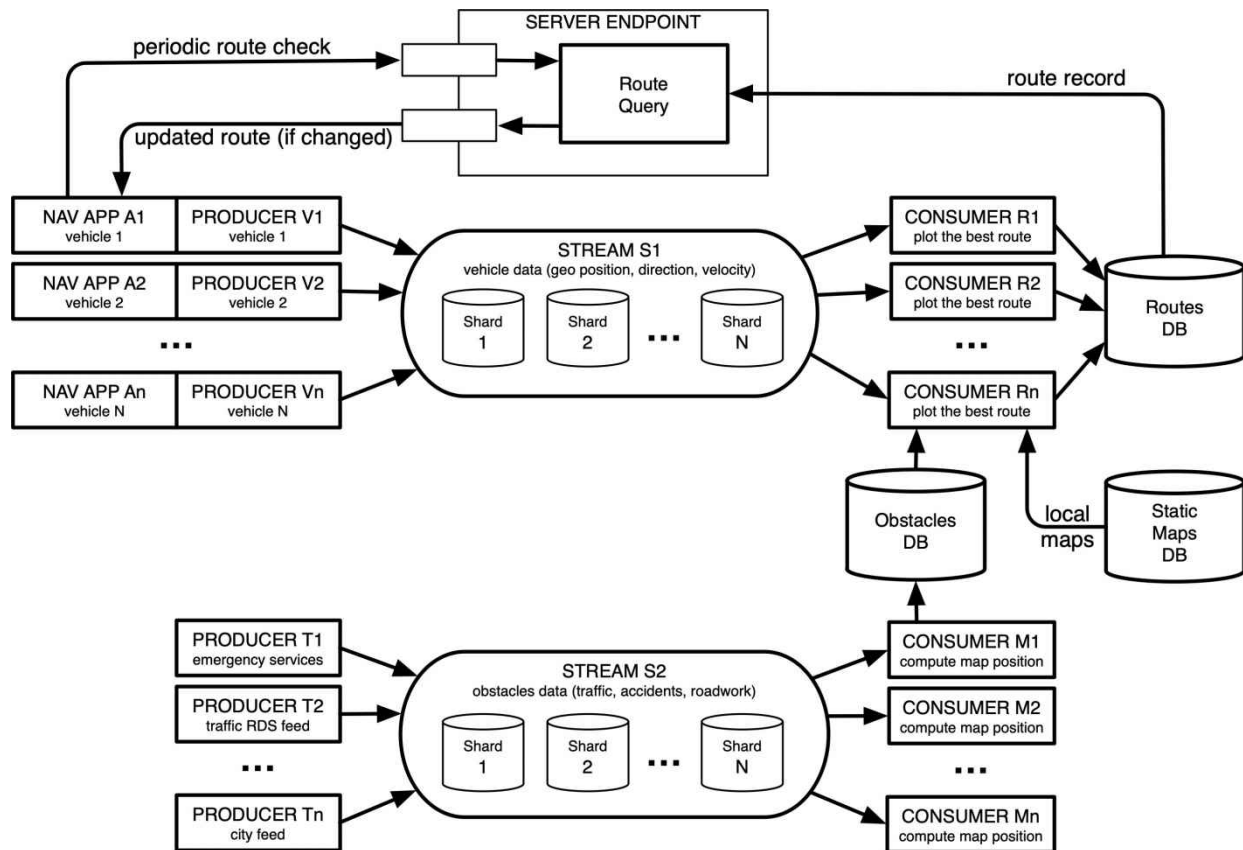 SERVER ENDPOINT
periodic route check
Route
Query
route record
updated route (if changed)
NAV APP A1
vehicle 1
PRODUCER V1
vehicle 1
NAV APP A2
vehicle 2
PRODUCER V2
vehicle 2
...
NAV APP An
vehicle N
PRODUCER Vn
vehicle N
STREAM S1
vehicle data (geo position, direction, velocity)
Shard
1
Shard
2
...
Shard
N
CONSUMER R1
plot the best route
CONSUMER R2
plot the best route
...
CONSUMER Rn
plot the best route
Routes
DB
Obstacles
DB
local
maps
Static
Maps
DB
PRODUCER T1
emergency services
PRODUCER T2
traffic RDS feed
...
PRODUCER Tn
city feed
STREAM S2
obstacles data (traffic, accidents, roadwork)
Shard
1
Shard
2
...
Shard
N
CONSUMER M1
compute map position
CONSUMER M2
compute map position
...
CONSUMER Mn
compute map position